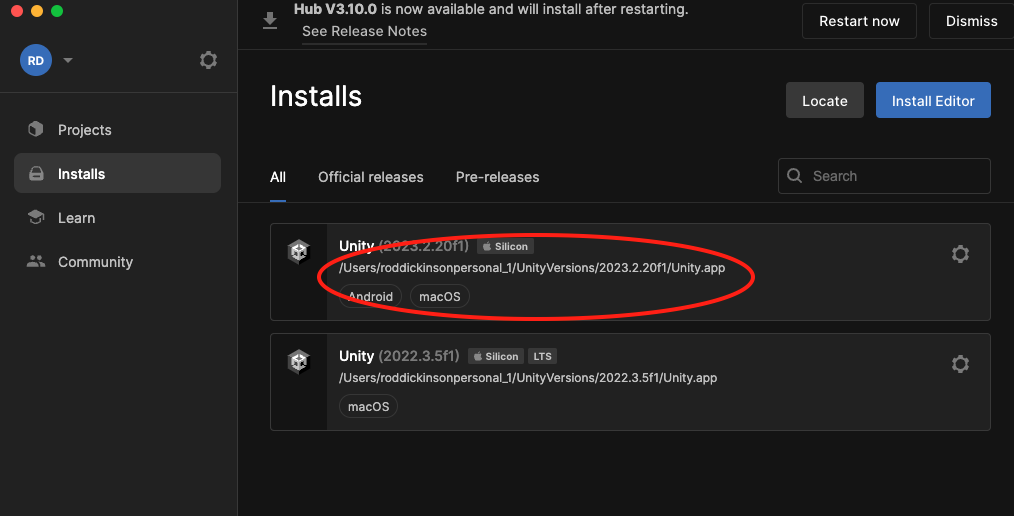 Hub V3.10.0 is now available and will install after restarting.
See Release Notes
Restart now
Dismiss
RD
Projects
Installs
Learn
Community
Installs
Locate
Install Editor
All
Official releases
Pre-releases
Search
Unity (2023.2.20f1) Silicon
/Users/roddickinsonpersonal_1/UnityVersions/2023.2.20f1/Unity.app
Android macOS
Unity (2022.3.5f1) Silicon LTS
/Users/roddickinsonpersonal_1/UnityVersions/2022.3.5f1/Unity.app
macOS